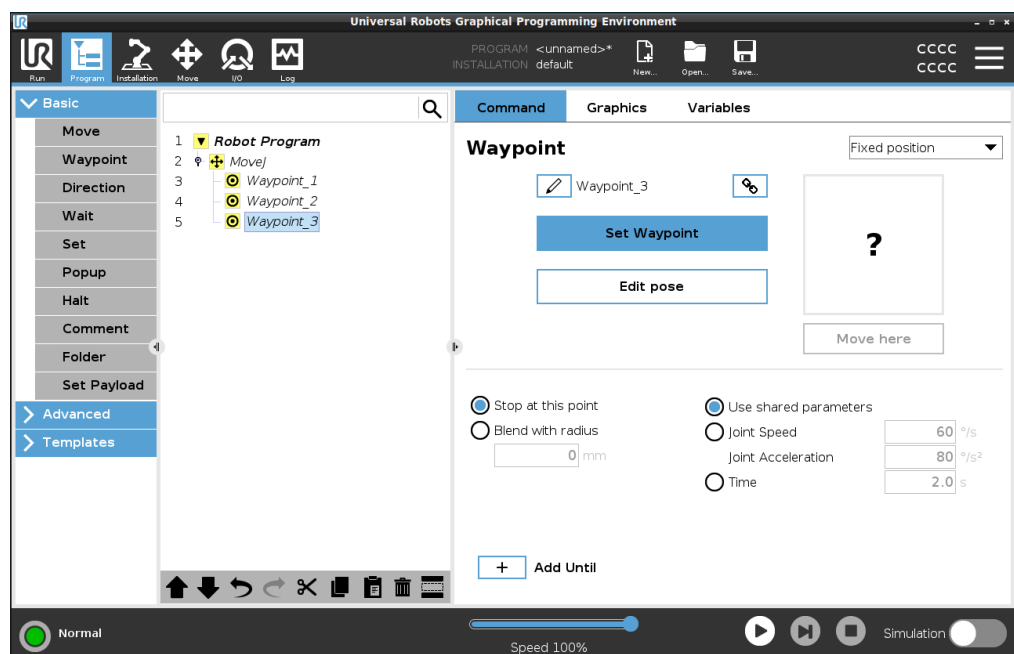 UR
Universal Robots Graphical Programming Environment
UR
Run
Program
Installation
Move
I/O
Log
PROGRAM <unnamed>*
INSTALLATION default
New...
Open...
Save...
CCCC
CCCC
Basic
Move
Waypoint
Direction
Wait
Set
Popup
Halt
Comment
Folder
Set Payload
Advanced
Templates
1 Robot Program
2 MoveJ
3 Waypoint_1
4 Waypoint_2
5 Waypoint_3
Command Graphics Variables
Waypoint
Fixed position
Waypoint_3
Set Waypoint
Edit pose
?
Move here
Stop at this point
Blend with radius
0 mm
Use shared parameters
Joint Speed 60 °/s
Joint Acceleration 80 °/s²
Time 2.0 s
+ Add Until
Normal
Speed 100%
Simulation